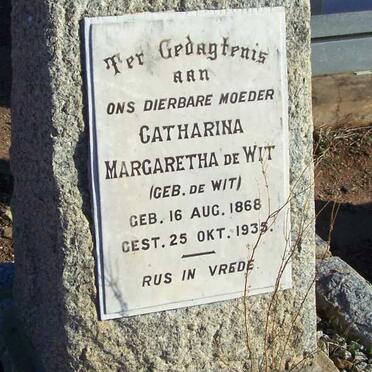 Ter Gedagtenis
aan
ONS DIERBARE MOEDER
CATHARINA
MARGARETHA DE WIT
(GEB. DE WIT)
GEB. 16 AUG. 1868
GEST. 25 OKT. 1935.
RUS IN VREDE